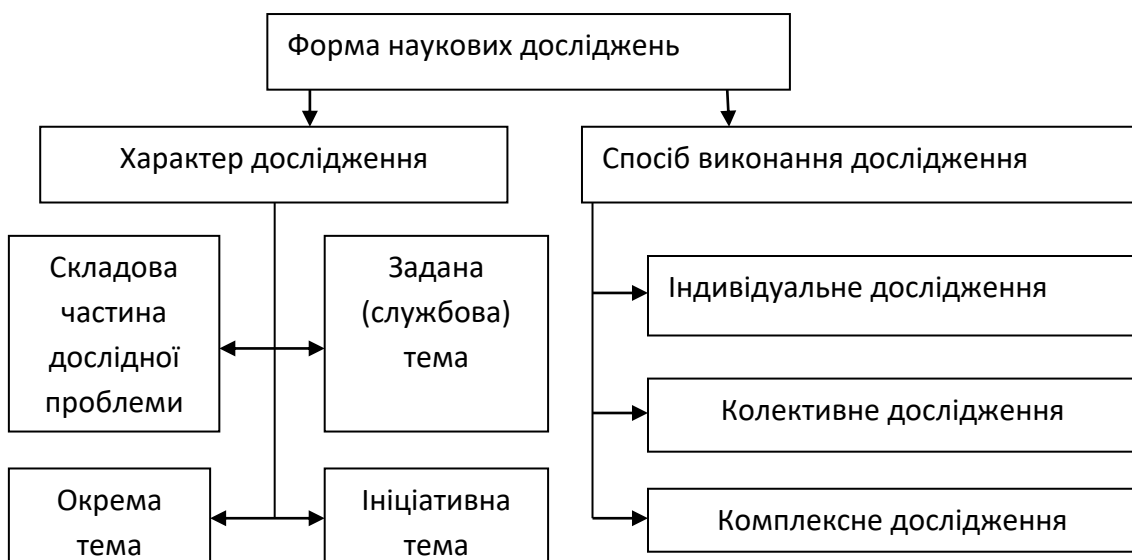 Форма наукових досліджень
Характер дослідження
Спосіб виконання дослідження
Складова
частина
дослідної
проблеми
Задана
(службова)
тема
Індивідуальне дослідження
Колективне дослідження
Окрема
тема
Ініціативна
тема
Комплексне дослідження